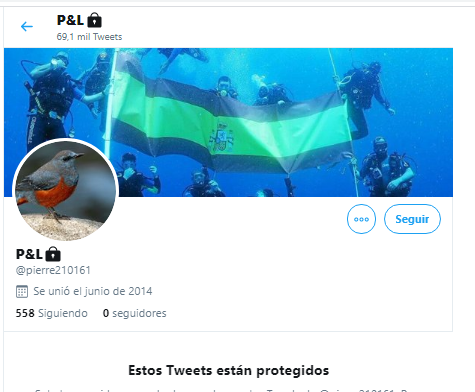 P&L
69,1 mil Tweets
Seguir
P&L
@pierre210161
Se unió el junio de 2014
558 Siguiendo 0 seguidores
Estos Tweets están protegidos